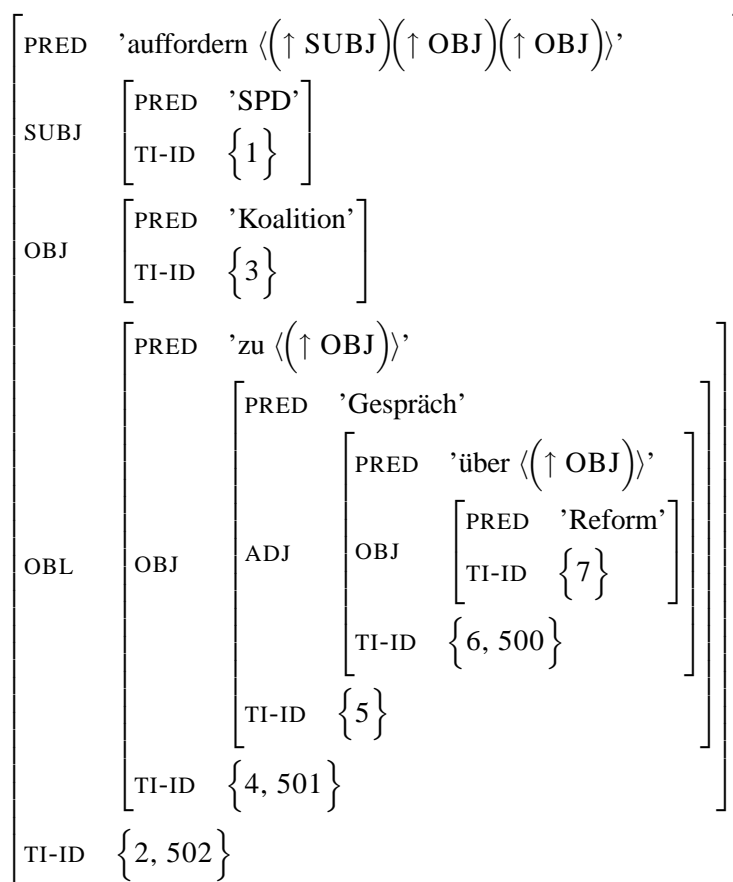 PRED ’auffordern ⟨(↑ SUBJ)(↑ OBJ)(↑ OBJ)⟩’
SUBJ
PRED ’SPD’
TI-ID {1}
OBJ
PRED ’Koalition’
TI-ID {3}
OBL
PRED ’zu ⟨(↑ OBJ)⟩’
OBJ
PRED ’Gespräch’
ADJ
PRED ’über ⟨(↑ OBJ)⟩’
OBJ
PRED ’Reform’
TI-ID {7}
TI-ID {6, 500}
TI-ID {5}
TI-ID {4, 501}
TI-ID {2, 502}